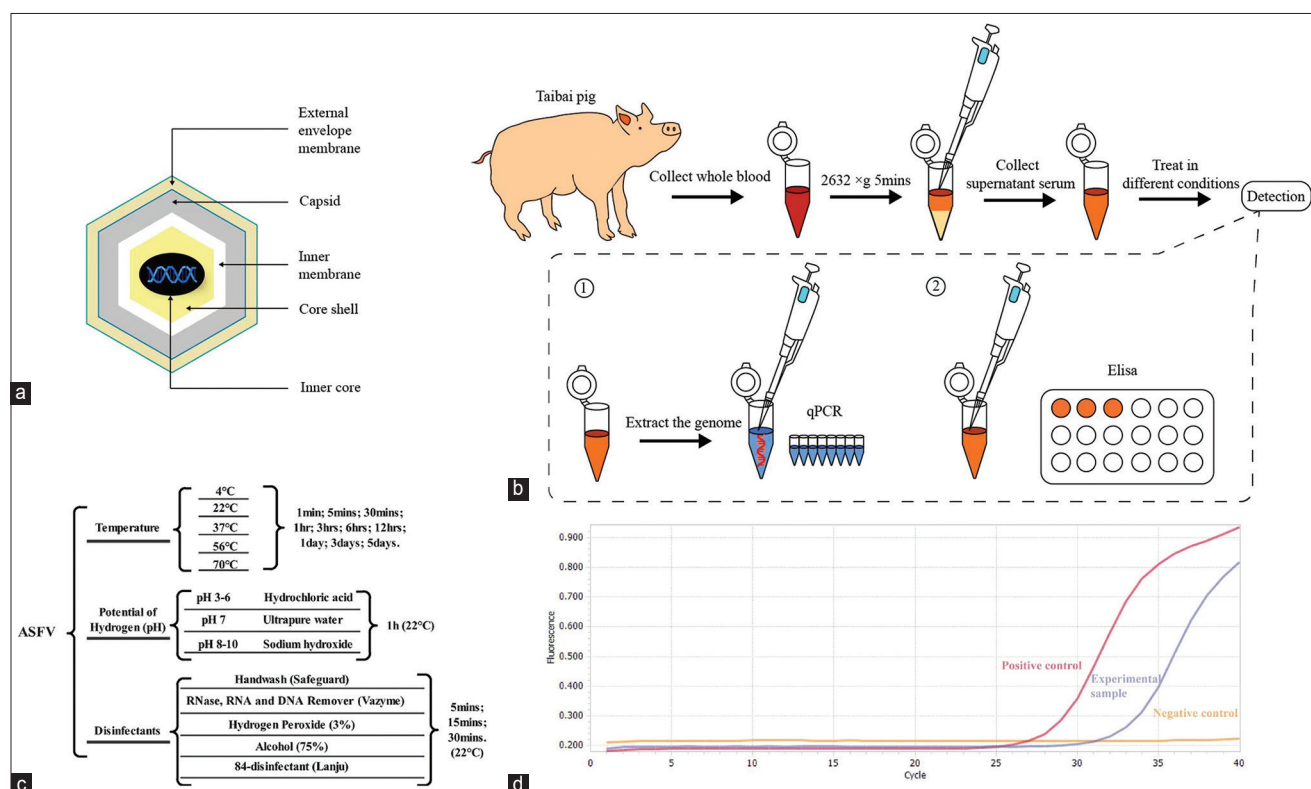 External
envelope
membrane
Capsid
Inner
membrane
Core shell
Inner core
a
Taibai pig
Collect whole blood
2632 ×g 5mins
Collect
supernatant serum
Treat in
different conditions
Detection
1
2
Extract the genome
qPCR
Elisa
b
ASFV
Temperature
4°C
22°C
37°C
56°C
70°C
1min; 5mins; 30mins;
1hr; 3hrs; 6hrs; 12hrs;
1day; 3days; 5days.
Potential of
Hydrogen (pH)
pH 3-6 Hydrochloric acid
pH 7 Ultrapure water
pH 8-10 Sodium hydroxide
1h (22°C)
Disinfectants
Handwash (Safeguard)
RNase, RNA and DNA Remover (Vazyme)
Hydrogen Peroxide (3%)
Alcohol (75%)
84-disinfectant (Lanju)
5mins;
15mins;
30mins.
(22°C)
c
0.900
0.800
0.700
0.600
0.500
0.400
0.300
0.200
Fluorescence
Positive control
Experimental
sample
Negative control
0 5 10 15 20 25 30 35 40
Cycle
d